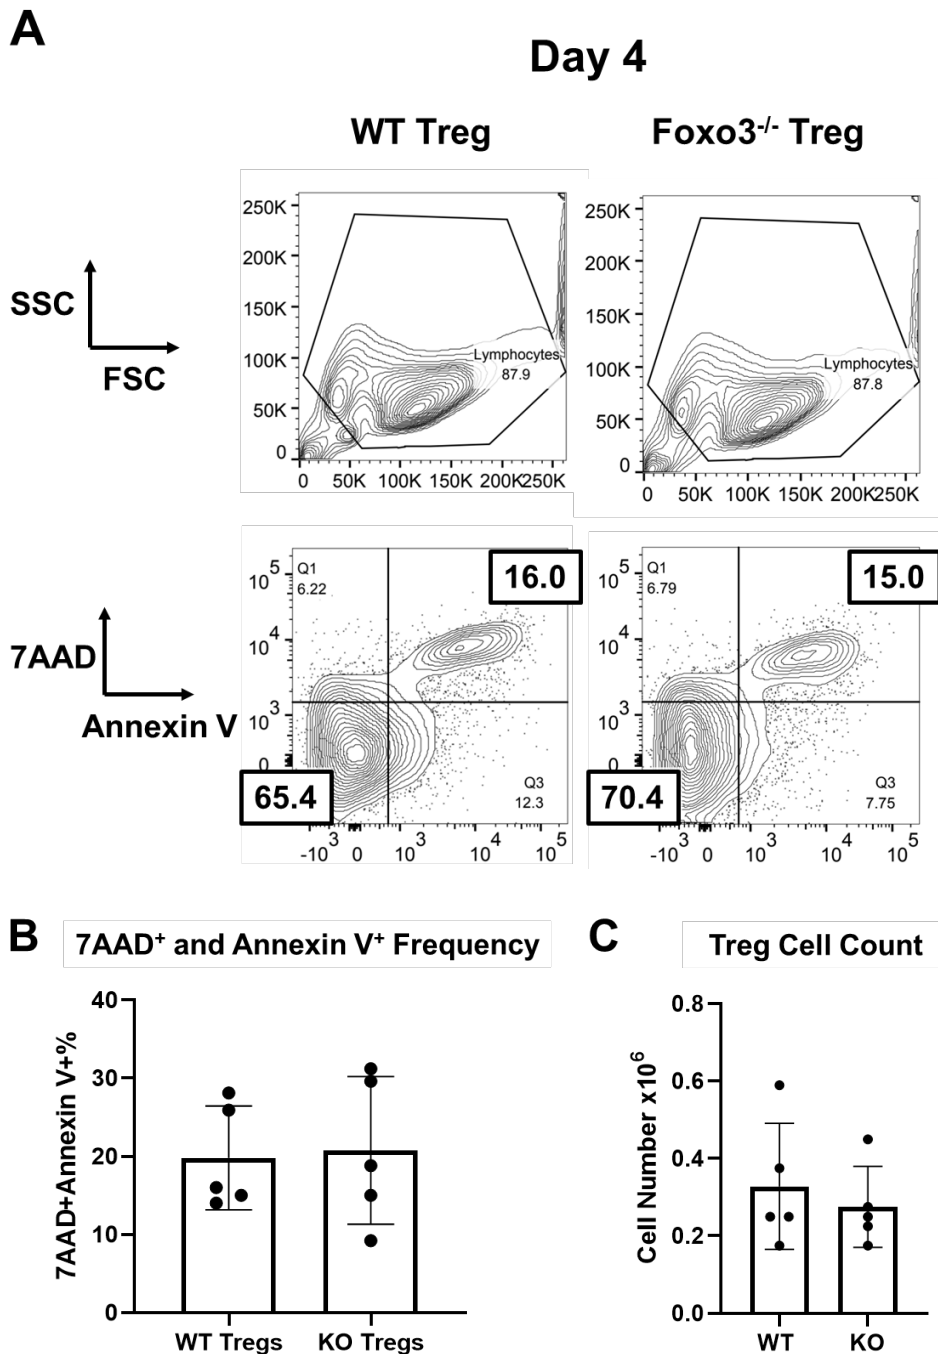 A
Day 4
WT Treg
Foxo3-/- Treg
SSC
FSC
250K
200K
150K
100K
50K
0
Lymphocytes
87.9
0 50K 100K 150K 200K 250K
250K
200K
150K
100K
50K
0
Lymphocytes
87.8
0 50K 100K 150K 200K250K
7AAD
Annexin V
10^5
10^4
10^3
0
Q1
6.22
16.0
65.4
Q3
12.3
-10^3 0 10^3 10^4 10^5
10^5
10^4
10^3
0
Q1
6.79
15.0
70.4
Q3
7.75
-10^3 0 10^3 10^4 10^5
B
7AAD+ and Annexin V+ Frequency
7AAD+Annexin V+%
40
30
20
10
0
WT Tregs KO Tregs
C
Treg Cell Count
Cell Number x10^6
0.8
0.6
0.4
0.2
0.0
WT KO